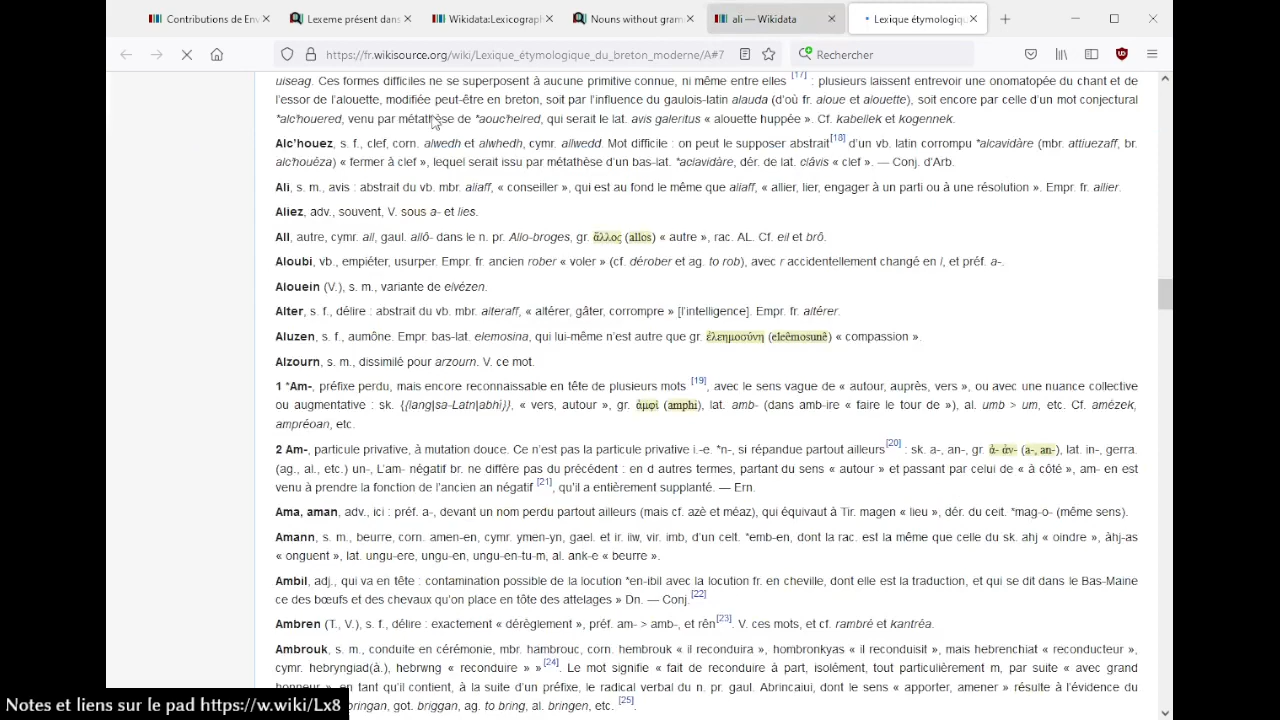 Contributions de En
Lexeme présent dans
Wikidata:Lexicograph
Nouns without gram
ali — Wikidata
Lexique étymologiqu
https://fr.wikisource.org/wiki/Lexique_étymologique_du_breton_moderne/A#7
Rechercher
uiseag. Ces formes difficiles ne se superposent à aucune primitive connue, ni même entre elles [17] : plusieurs laissent entrevoir une onomatopée du chant et de
l’essor de l’alouette, modifiée peut-être en breton, soit par l’influence du gaulois-latin alauda (d’où fr. aloue et alouette), soit encore par celle d’un mot conjectural
*alc’houered, venu par métathèse de *aouc’heired, qui serait le lat. avis galeritus « alouette huppée ». Cf. kabellek et kogennek.
Alc’houez, s. f., clef, corn. alwedh et alwhedh, cymr. allwedd. Mot difficile : on peut le supposer abstrait[18] d’un vb. latin corrompu *alcavidare (mbr. attiuezaff, br.
alc’houéza) « fermer à clef », lequel serait issu par métathèse d’un bas-lat. *aclavidàre, dér. de lat. clâvis « clef ». — Conj. d’Arb.
Ali, s. m., avis : abstrait du vb. mbr. aliaff, « conseiller », qui est au fond le même que aliaff, « allier, lier, engager à un parti ou à une résolution ». Empr. fr. allier.
Aliez, adv., souvent, V. sous a- et lies.
All, autre, cymr. all, gaul. allô- dans le n. pr. Allo-broges, gr. ἄλλος (allos) « autre », rac. AL. Cf. eil et brô.
Aloubi, vb., empiéter, usurper. Empr. fr. ancien rober « voler » (cf. dérober et ag. to rob), avec r accidentellement changé en l, et préf. a-.
Alouein (V.), s. m., variante de elvézen.
Alter, s. f., délire : abstrait du vb. mbr. alteraff, « altérer, gâter, corrompre » [l’intelligence]. Empr. fr. altérer.
Aluzen, s. f., aumône. Empr. bas-lat. elemosina, qui lui-même n’est autre que gr. ἐλεημοσύνη (eleêmosunê) « compassion ».
Alzourn, s. m., dissimilé pour arzourn. V. ce mot.
1 *Am-, préfixe perdu, mais encore reconnaissable en tête de plusieurs mots [19], avec le sens vague de « autour, auprès, vers », ou avec une nuance collective
ou augmentative : sk. {{lang|sa-Latn|abhi}}, « vers, autour », gr. ἀμφί (amphi), lat. amb- (dans amb-ire « faire le tour de »), al. umb > um, etc. Cf. amézek,
ampréoan, etc.
2 Am-, particule privative, à mutation douce. Ce n’est pas la particule privative i.-e. *n-, si répandue partout ailleurs[20] : sk. a-, an-, gr. ἀ- ἀν- (a-, an-), lat. in-, gerra.
(ag., al., etc.) un-, L’am- négatif br. ne diffère pas du précédent : en d autres termes, partant du sens « autour » et passant par celui de « à côté », am- en est
venu à prendre la fonction de l’ancien an négatif [21], qu’il a entièrement supplanté. — Ern.
Ama, aman, adv., ici : préf. a-, devant un nom perdu partout ailleurs (mais cf. azè et méaz), qui équivaut à Tir. magen « lieu », dér. du ceit. *mag-o- (même sens).
Amann, s. m., beurre, corn. amen-en, cymr. ymen-yn, gael. et ir. iiw, vir. imb, d’un celt. *emb-en, dont la rac. est la même que celle du sk. ahj « oindre », àhj-as
« onguent », lat. ungu-ere, ungu-en, ungu-en-tu-m, al. ank-e « beurre ».
Ambil, adj., qui va en tête : contamination possible de la locution *en-ibil avec la locution fr. en cheville, dont elle est la traduction, et qui se dit dans le Bas-Maine
ce des bœufs et des chevaux qu’on place en tôte des attelages » Dn. — Conj.[22]
Ambren (T., V.), s. f., délire : exactement « dérèglement », préf. am- > amb-, et rên[23]. V. ces mots, et cf. rambré et kantréa.
Ambrouk, s. m., conduite en cérémonie, mbr. hambrouc, corn. hembrouk « il reconduira », hombronkyas « il reconduisit », mais hebrenchiat « reconducteur »,
cymr. hebryngiad(à.), hebrwng « reconduire » »[24]. Le mot signifie « fait de reconduire à part, isolément, tout particulièrement m, par suite « avec grand
honneur », en tant qu’il contient, à la suite d’un préfixe, le radical verbal du n. pr. gaul. Abrincaiui, dont le sens « apporter, amener » résulte à l’évidence du
bringan, got. briggan, ag. to bring, al. bringen, etc. [25].
Notes et liens sur le pad https://w.wiki/Lx8